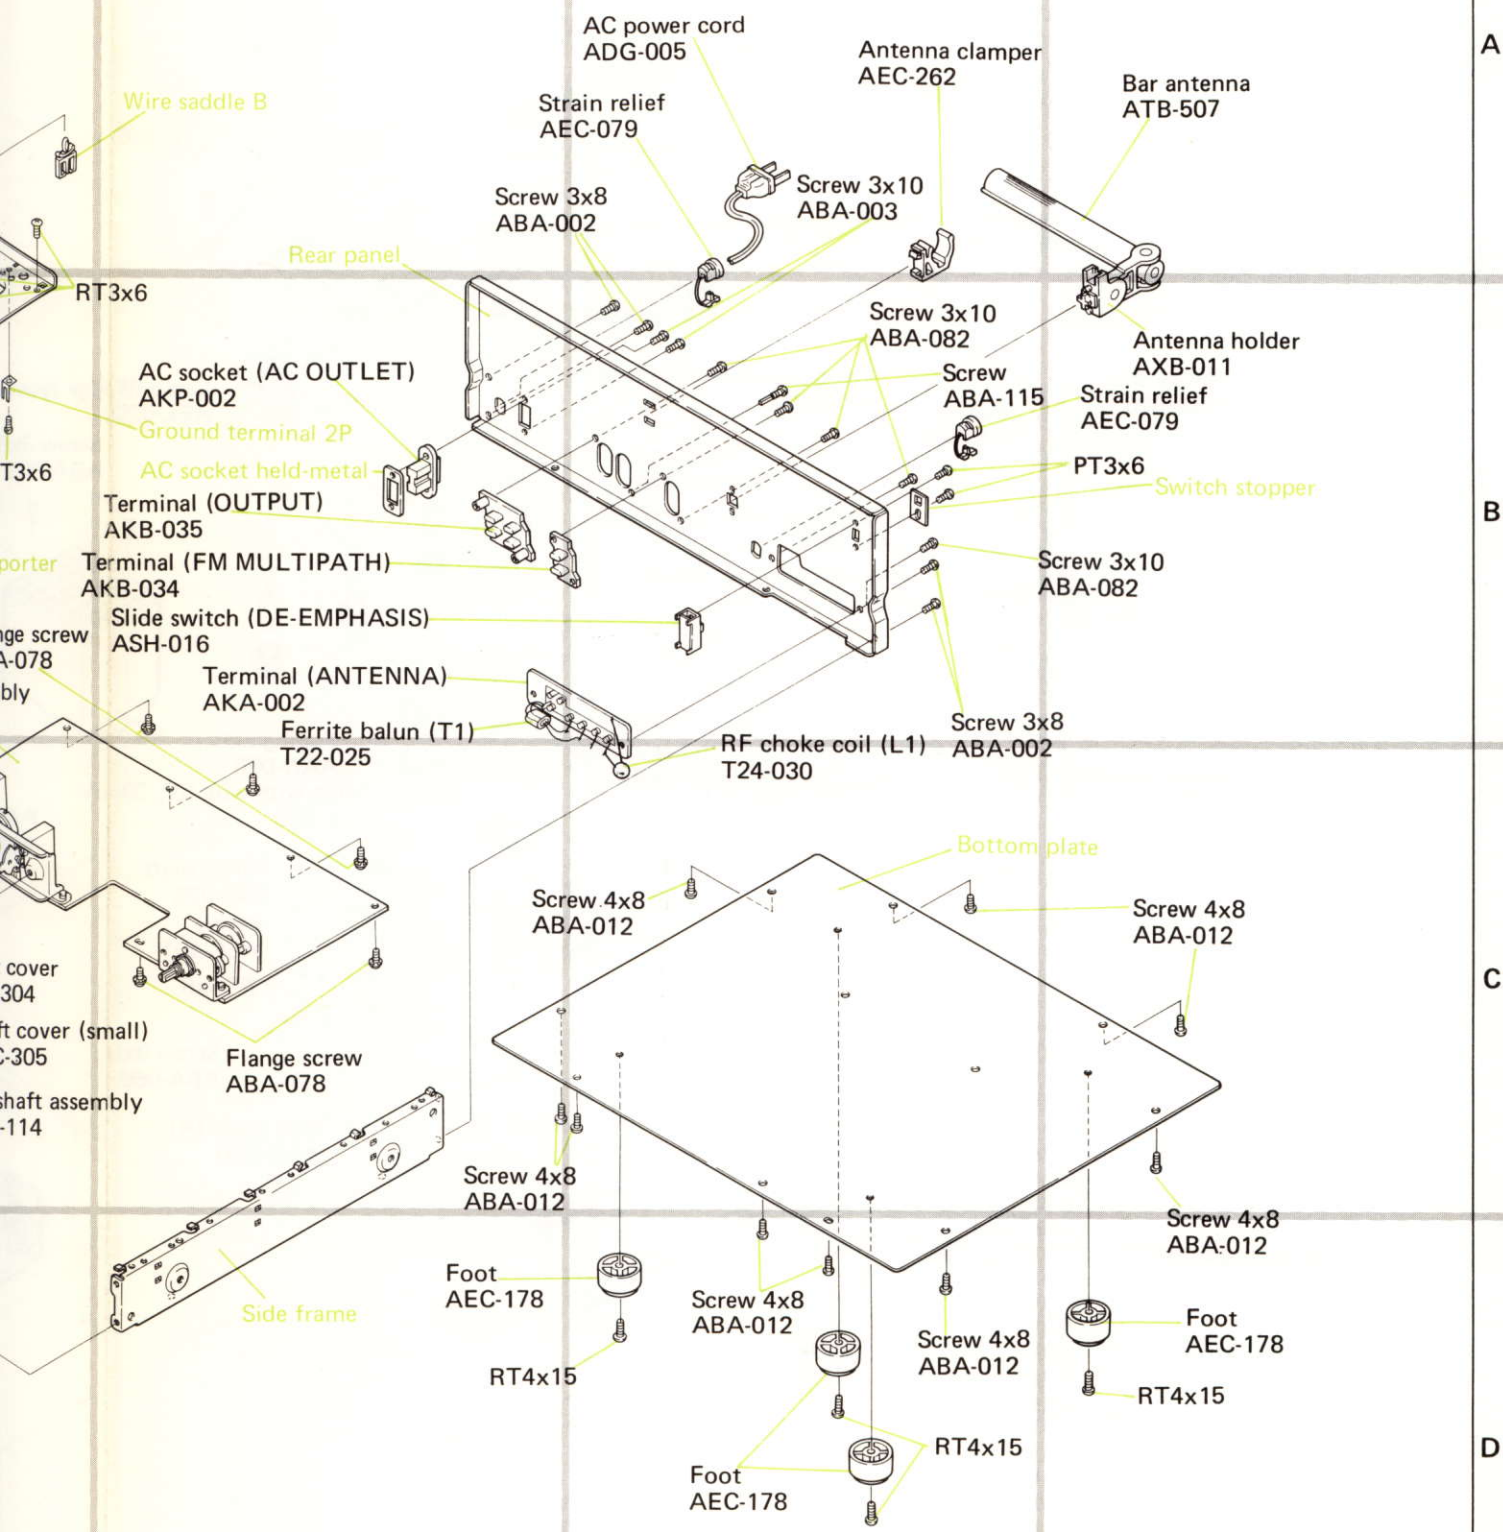 AC power cord
ADG-005
A
Antenna clamper
AEC-262
Bar antenna
ATB-507
Wire saddle B
Strain relief
AEC-079
Screw 3x8
ABA-002
Screw 3x10
ABA-003
Rear panel
RT3x6
Screw 3x10
ABA-082
Antenna holder
AXB-011
AC socket (AC OUTLET)
AKP-002
Screw
ABA-115
Strain relief
AEC-079
Ground terminal 2P
AC socket held-metal
T3x6
PT3x6
Switch stopper
Terminal (OUTPUT)
AKB-035
B
porter
Terminal (FM MULTIPATH)
AKB-034
Screw 3x10
ABA-082
Slide switch (DE-EMPHASIS)
ASH-016
nge screw
A-078
bly
Terminal (ANTENNA)
AKA-002
Ferrite balun (T1)
T22-025
RF choke coil (L1)
T24-030
Screw 3x8
ABA-002
Bottom plate
Screw 4x8
ABA-012
Screw 4x8
ABA-012
cover
304
C
ft cover (small)
C-305
Flange screw
ABA-078
shaft assembly
-114
Screw 4x8
ABA-012
Screw 4x8
ABA-012
Side frame
Foot
AEC-178
Screw 4x8
ABA-012
Screw 4x8
ABA-012
Foot
AEC-178
RT4x15
RT4x15
RT4x15
Foot
AEC-178
D